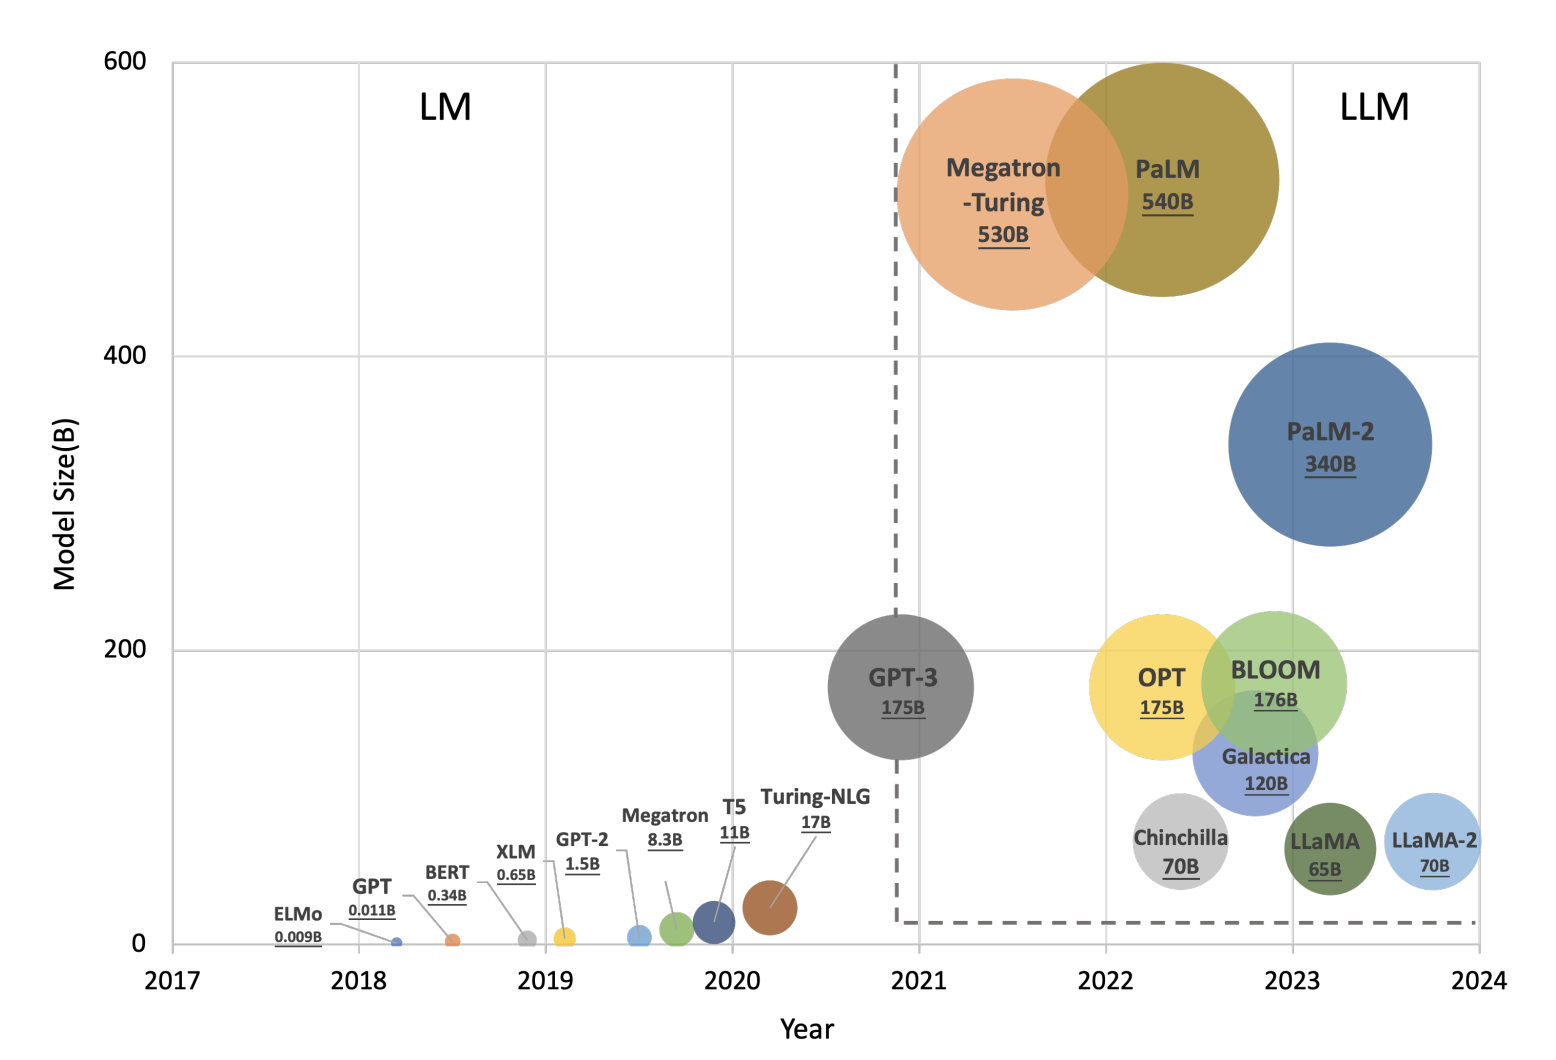 600
LM
LLM
Megatron
-Turing
530B
PaLM
540B
400
PaLM-2
340B
Model Size(B)
200
GPT-3
175B
OPT
175B
BLOOM
176B
Galactica
120B
Chinchilla
70B
LLaMA
65B
LLaMA-2
70B
ELMo
0.009B
GPT
0.011B
BERT
0.34B
XLM
0.65B
GPT-2
1.5B
Megatron
8.3B
T5
11B
Turing-NLG
17B
0
2017 2018 2019 2020 2021 2022 2023 2024
Year